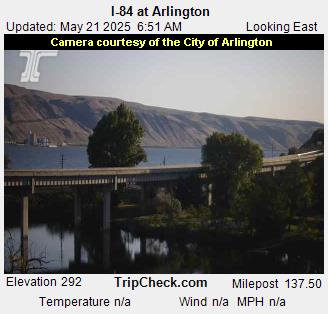 I-84 at Arlington
Updated: May 21 2025 6:51 AM Looking East
Camera courtesy of the City of Arlington
Elevation 292 TripCheck.com Milepost 137.50
Temperature n/a Wind n/a MPH n/a